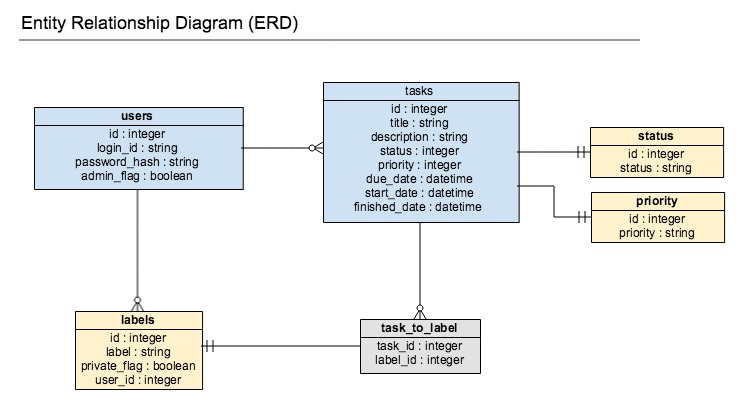 Entity Relationship Diagram (ERD)
users
id : integer
login_id : string
password_hash : string
admin_flag : boolean
tasks
id : integer
title : string
description : string
status : integer
priority : integer
due_date : datetime
start_date : datetime
finished_date : datetime
status
id : integer
status : string
priority
id : integer
priority : string
labels
id : integer
label : string
private_flag : boolean
user_id : integer
task_to_label
task_id : integer
label_id : integer